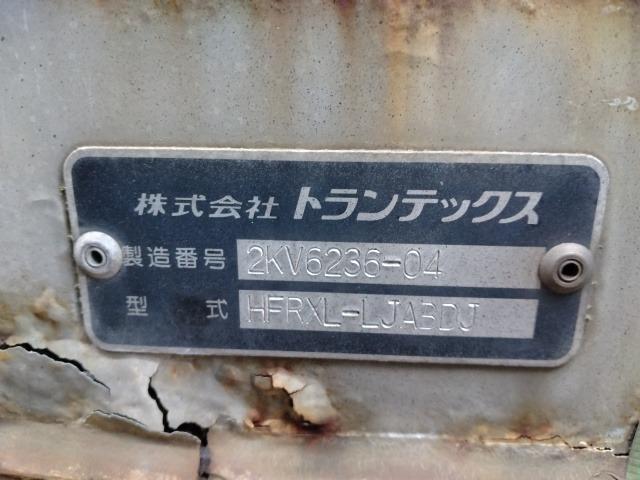 株式会社 トランテックス
製造番号 2KV6236-04
型 式 HFRXL-LJABDJ